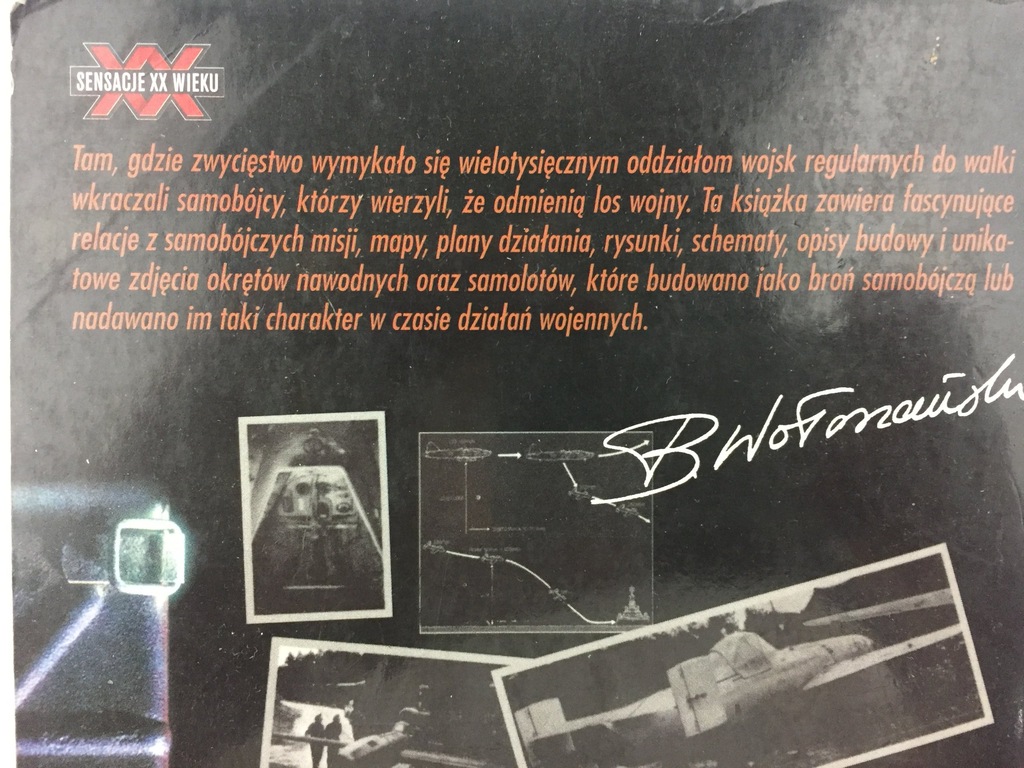 SENSACJE XX WIEKU
Tam, gdzie zwycięstwo wymykało się wielotysięcznym oddziałom wojsk regularnych do walki
wkraczali samobójcy, którzy wierzyli, że odmienią los wojny. Ta książka zawiera fascynujące
relacje z samobójczych misji, mapy, plany działania, rysunki, schematy, opisy budowy i unika-
towe zdjęcia okrętów nawodnych oraz samolotów, które budowano jako broń samobójczą lub
nadawano im taki charakter w czasie działań wojennych.
B. Wołoszański